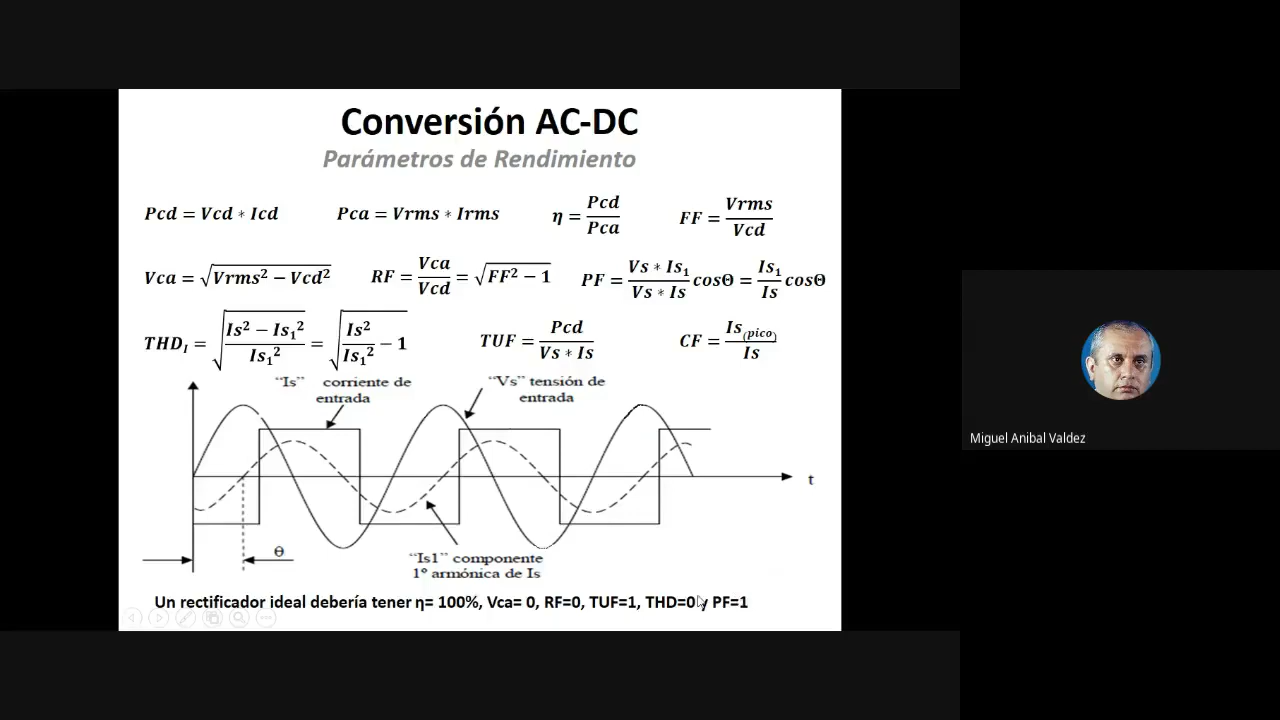 Conversión AC-DC
Parámetros de Rendimiento
Pcd = Vcd ∗ Icd
Pca = Vrms ∗ Irms
η = Pcd / Pca
FF = Vrms / Vcd
Vca = √(Vrms² − Vcd²)
RF = Vca / Vcd = √(FF² − 1)
PF = (Vs ∗ Is₁ / Vs ∗ Is) cosΘ = (Is₁ / Is) cosΘ
THD_I = √((Is² − Is₁²) / Is₁²) = √(Is² / Is₁² − 1)
TUF = Pcd / (Vs ∗ Is)
CF = Is₍pico₎ / Is
“Is” corriente de
entrada
“Vs” tensión de
entrada
t
θ
“Is1” componente
1º armónica de Is
Un rectificador ideal debería tener η= 100%, Vca= 0, RF=0, TUF=1, THD=0 y PF=1
Miguel Anibal Valdez